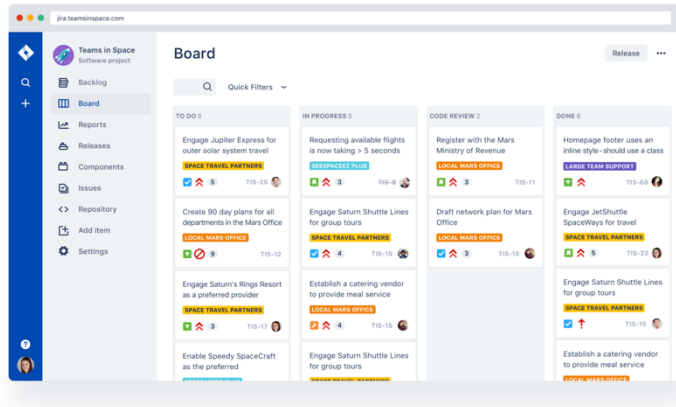 jira.teamsinspace.com
Teams in Space
Software project
Backlog
Board
Reports
Releases
Components
Issues
Repository
Add item
Settings
Board
Release
Quick Filters
TO DO 5
Engage Jupiter Express for
outer solar system travel
SPACE TRAVEL PARTNERS
5
TIS-25
Create 90 day plans for all
departments in the Mars Office
LOCAL MARS OFFICE
9
TIS-12
Engage Saturn's Rings Resort
as a preferred provider
SPACE TRAVEL PARTNERS
3
TIS-17
Enable Speedy SpaceCraft
as the preferred
IN PROGRESS 5
Requesting available flights
is now taking > 5 seconds
SEESPACEEZ PLUS
3
TIS-8
Engage Saturn Shuttle Lines
for group tours
SPACE TRAVEL PARTNERS
4
TIS-15
Establish a catering vendor
to provide meal service
LOCAL MARS OFFICE
4
TIS-15
Engage Saturn Shuttle Lines
for group tours
SPACE TRAVEL PARTNERS
CODE REVIEW 2
Register with the Mars
Ministry of Revenue
LOCAL MARS OFFICE
3
TIS-11
Draft network plan for Mars
Office
LOCAL MARS OFFICE
3
TIS-15
DONE 8
Homepage footer uses an
inline style - should use a class
LARGE TEAM SUPPORT
TIS-68
Engage JetShuttle
SpaceWays for travel
SPACE TRAVEL PARTNERS
5
TIS-23
Engage Saturn Shuttle Lines
for group tours
SPACE TRAVEL PARTNERS
TIS-15
Establish a catering vendor
to provide meal service
LOCAL MARS OFFICE